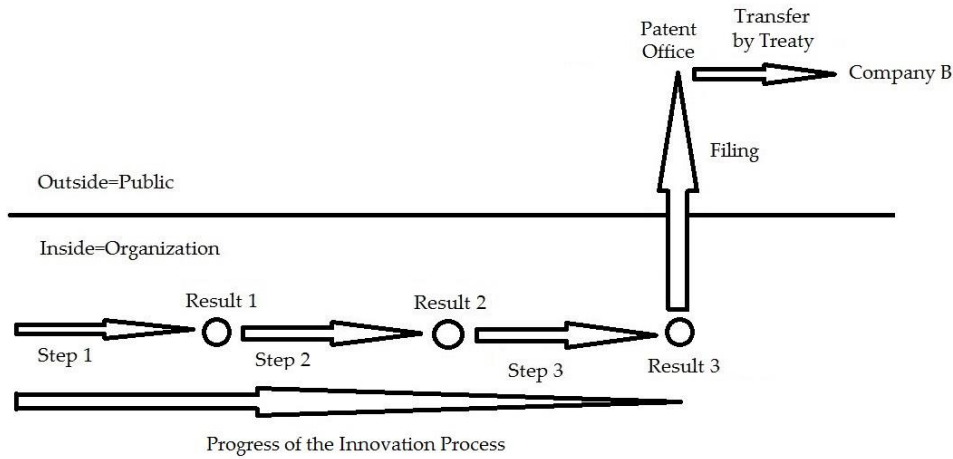 Patent
Office
Transfer
by Treaty
Company B
Filing
Outside=Public
Inside=Organization
Result 1
Result 2
Step 1
Step 2
Step 3
Result 3
Progress of the Innovation Process